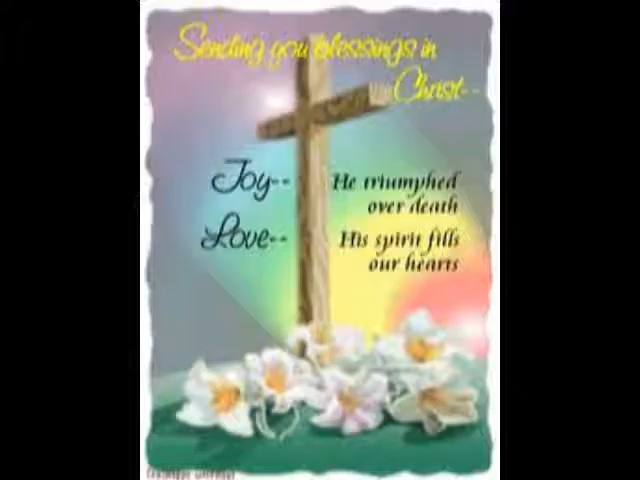 Sending you blessings in
Christ--
Joy-- He triumphed
over death
Love-- His spirit fills
our hearts